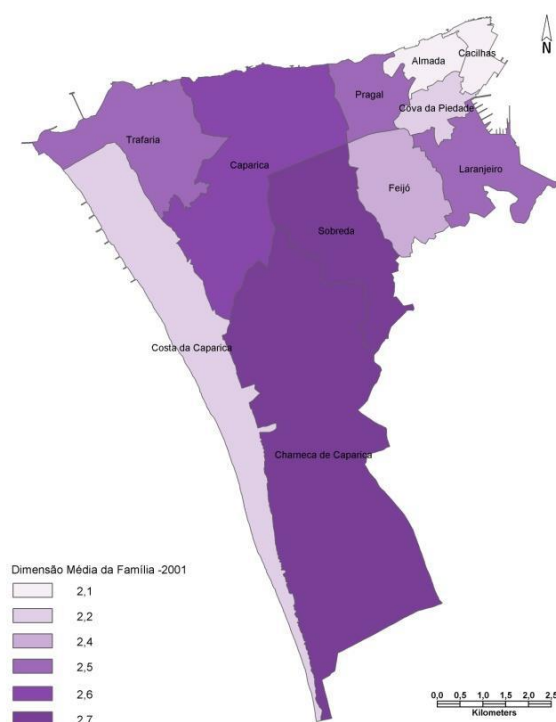 N
Cacilhas
Almada
Pragal
Cova da Piedade
Trafaria
Caparica
Laranjeiro
Feijó
Sobreda
Costa da Caparica
Charneca de Caparica
Dimensão Média da Família -2001
2,1
2,2
2,4
2,5
2,6
2,7
0,0 0,5 1,0 1,5 2,0 2,5
Kilometers